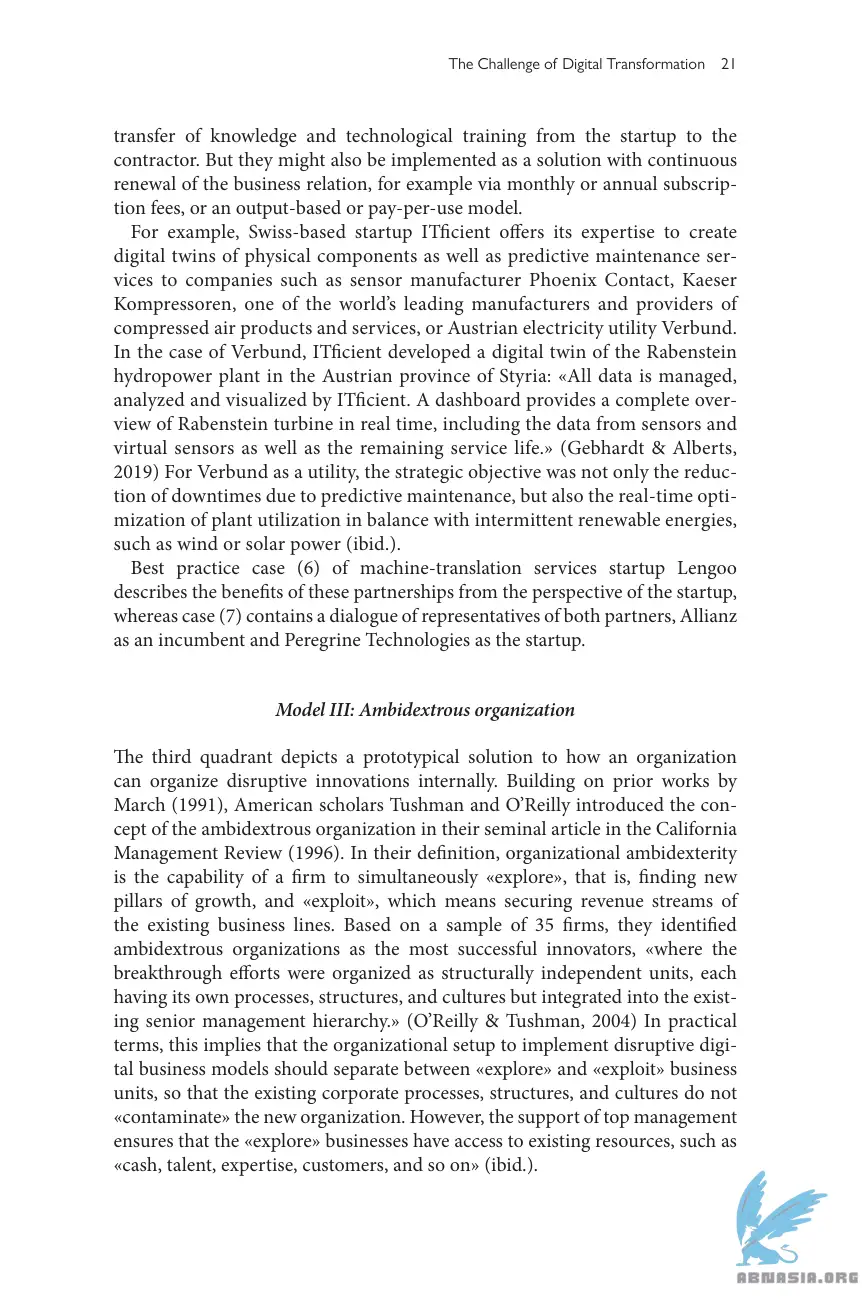 The Challenge of Digital Transformation 21
transfer of knowledge and technological training from the startup to the
contractor. But they might also be implemented as a solution with continuous
renewal of the business relation, for example via monthly or annual subscrip-
tion fees, or an output-based or pay-per-use model.
For example, Swiss-based startup ITficient offers its expertise to create
digital twins of physical components as well as predictive maintenance ser-
vices to companies such as sensor manufacturer Phoenix Contact, Kaeser
Kompressoren, one of the world's leading manufacturers and providers of
compressed air products and services, or Austrian electricity utility Verbund.
In the case of Verbund, ITficient developed a digital twin of the Rabenstein
hydropower plant in the Austrian province of Styria: «All data is managed,
analyzed and visualized by ITficient. A dashboard provides a complete over-
view of Rabenstein turbine in real time, including the data from sensors and
virtual sensors as well as the remaining service life.» (Gebhardt & Alberts,
2019) For Verbund as a utility, the strategic objective was not only the reduc-
tion of downtimes due to predictive maintenance, but also the real-time opti-
mization of plant utilization in balance with intermittent renewable energies,
such as wind or solar power (ibid.).
Best practice case (6) of machine-translation services startup Lengoo
describes the benefits of these partnerships from the perspective of the startup,
whereas case (7) contains a dialogue of representatives of both partners, Allianz
as an incumbent and Peregrine Technologies as the startup.
Model III: Ambidextrous organization
The third quadrant depicts a prototypical solution to how an organization
can organize disruptive innovations internally. Building on prior works by
March (1991), American scholars Tushman and O'Reilly introduced the con-
cept of the ambidextrous organization in their seminal article in the California
Management Review (1996). In their definition, organizational ambidexterity
is the capability of a firm to simultaneously «explore», that is, finding new
pillars of growth, and «exploit», which means securing revenue streams of
the existing business lines. Based on a sample of 35 firms, they identified
ambidextrous organizations as the most successful innovators, «where the
breakthrough efforts were organized as structurally independent units, each
having its own processes, structures, and cultures but integrated into the exist-
ing senior management hierarchy.» (O'Reilly & Tushman, 2004) In practical
terms, this implies that the organizational setup to implement disruptive digi-
tal business models should separate between «explore» and «exploit» business
units, so that the existing corporate processes, structures, and cultures do not
«contaminate» the new organization. However, the support of top management
ensures that the «explore» businesses have access to existing resources, such as
«cash, talent, expertise, customers, and so on» (ibid.).
ABNASIA.ORG